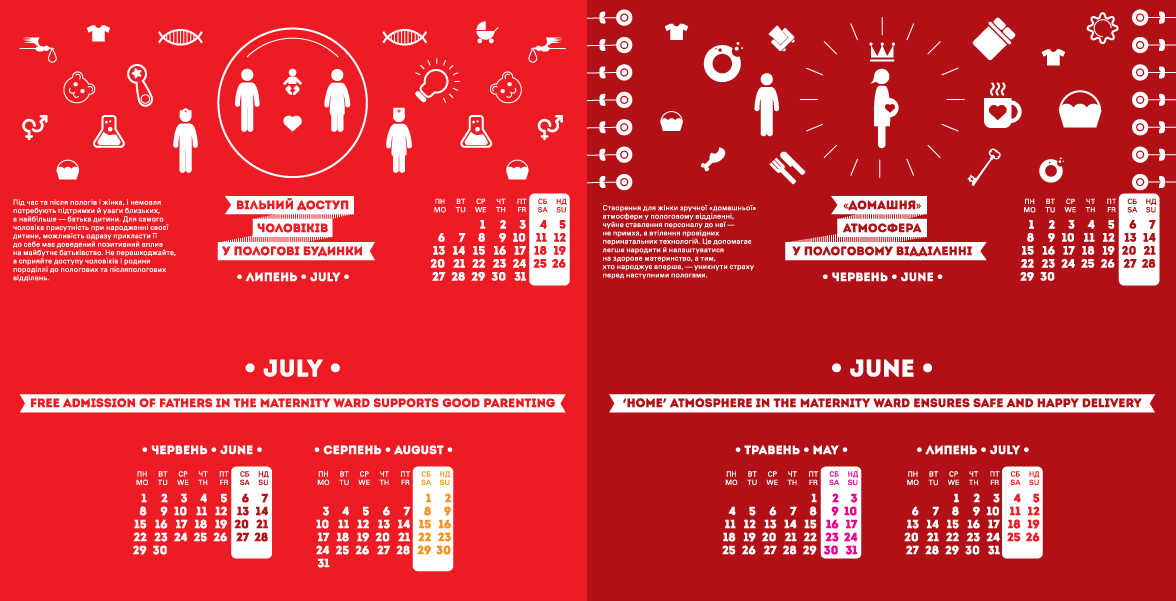 Під час та після пологів і жінка, і немовля
потребують підтримки й уваги близьких,
а найбільше — батька дитини. Для самого
чоловіка присутність при народженні своєї
дитини, можливість одразу прикласти її
до себе має доведений позитивний вплив
на майбутнє батьківство. Не перешкоджайте,
а сприяйте доступу чоловіків і родини
породіллі до пологових та післяпологових
відділень.
ВІЛЬНИЙ ДОСТУП
ЧОЛОВІКІВ
У ПОЛОГОВІ БУДИНКИ
• ЛИПЕНЬ • JULY •
ПН ВТ СР ЧТ ПТ СБ НД
MO TU WE TH FR SA SU
1 2 3 4 5
6 7 8 9 10 11 12
13 14 15 16 17 18 19
20 21 22 23 24 25 26
27 28 29 30 31
• JULY •
FREE ADMISSION OF FATHERS IN THE MATERNITY WARD SUPPORTS GOOD PARENTING
• ЧЕРВЕНЬ • JUNE •
ПН ВТ СР ЧТ ПТ СБ НД
MO TU WE TH FR SA SU
1 2 3 4 5 6 7
8 9 10 11 12 13 14
15 16 17 18 19 20 21
22 23 24 25 26 27 28
29 30
• СЕРПЕНЬ • AUGUST •
ПН ВТ СР ЧТ ПТ СБ НД
MO TU WE TH FR SA SU
1 2
3 4 5 6 7 8 9
10 11 12 13 14 15 16
17 18 19 20 21 22 23
24 25 26 27 28 29 30
31
Створення для жінки зручної «домашньої»
атмосфери у пологовому відділенні,
чуйне ставлення персоналу до неї —
не примха, а втілення провідних
перинатальних технологій. Це допомагає
легше народити й налаштуватися
на здорове материнство, а тим,
хто народжує вперше, — уникнути страху
перед наступними пологами.
«ДОМАШНЯ»
АТМОСФЕРА
У ПОЛОГОВОМУ ВІДДІЛЕННІ
• ЧЕРВЕНЬ • JUNE •
ПН ВТ СР ЧТ ПТ СБ НД
MO TU WE TH FR SA SU
1 2 3 4 5 6 7
8 9 10 11 12 13 14
15 16 17 18 19 20 21
22 23 24 25 26 27 28
29 30
• JUNE •
‘HOME’ ATMOSPHERE IN THE MATERNITY WARD ENSURES SAFE AND HAPPY DELIVERY
• ТРАВЕНЬ • MAY •
ПН ВТ СР ЧТ ПТ СБ НД
MO TU WE TH FR SA SU
1 2 3
4 5 6 7 8 9 10
11 12 13 14 15 16 17
18 19 20 21 22 23 24
25 26 27 28 29 30 31
• ЛИПЕНЬ • JULY •
ПН ВТ СР ЧТ ПТ СБ НД
MO TU WE TH FR SA SU
1 2 3 4 5
6 7 8 9 10 11 12
13 14 15 16 17 18 19
20 21 22 23 24 25 26
27 28 29 30 31